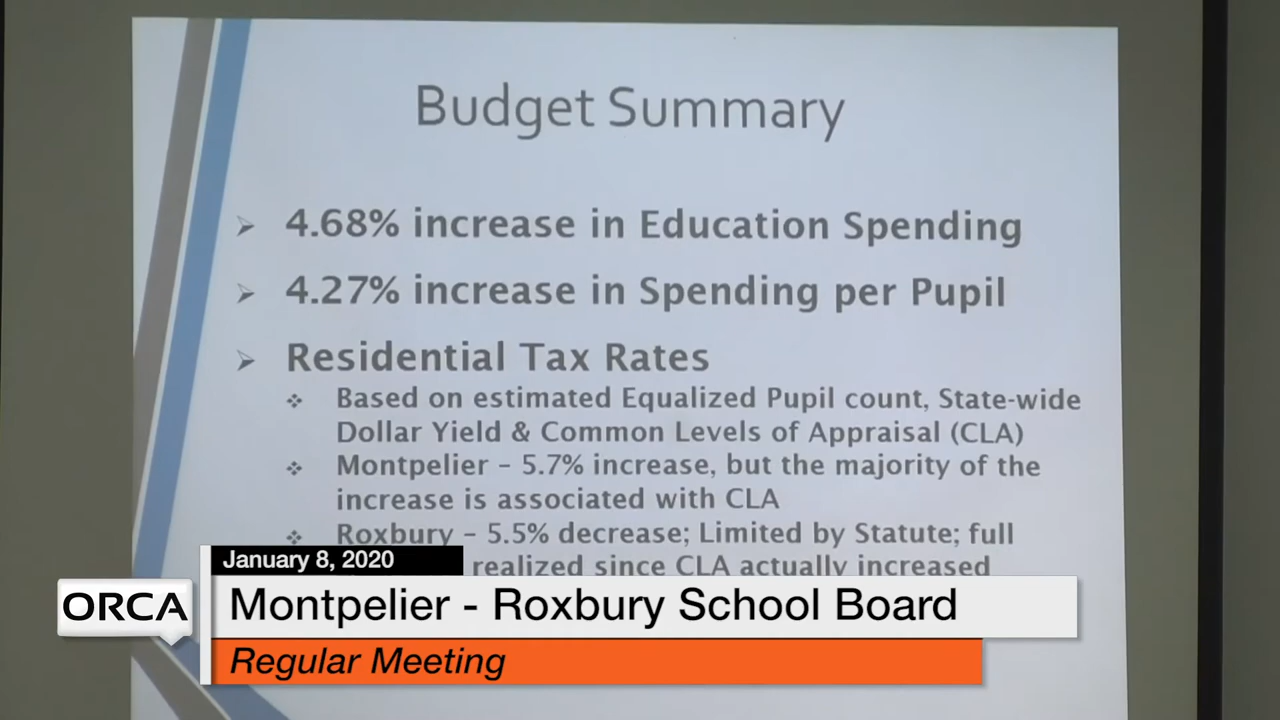 Budget Summary
4.68% increase in Education Spending
4.27% increase in Spending per Pupil
Residential Tax Rates
Based on estimated Equalized Pupil count, State-wide
Dollar Yield & Common Levels of Appraisal (CLA)
Montpelier – 5.7% increase, but the majority of the
increase is associated with CLA
Roxbury – 5.5% decrease; Limited by Statute; full
realized since CLA actually increased
January 8, 2020
ORCA
Montpelier - Roxbury School Board
Regular Meeting